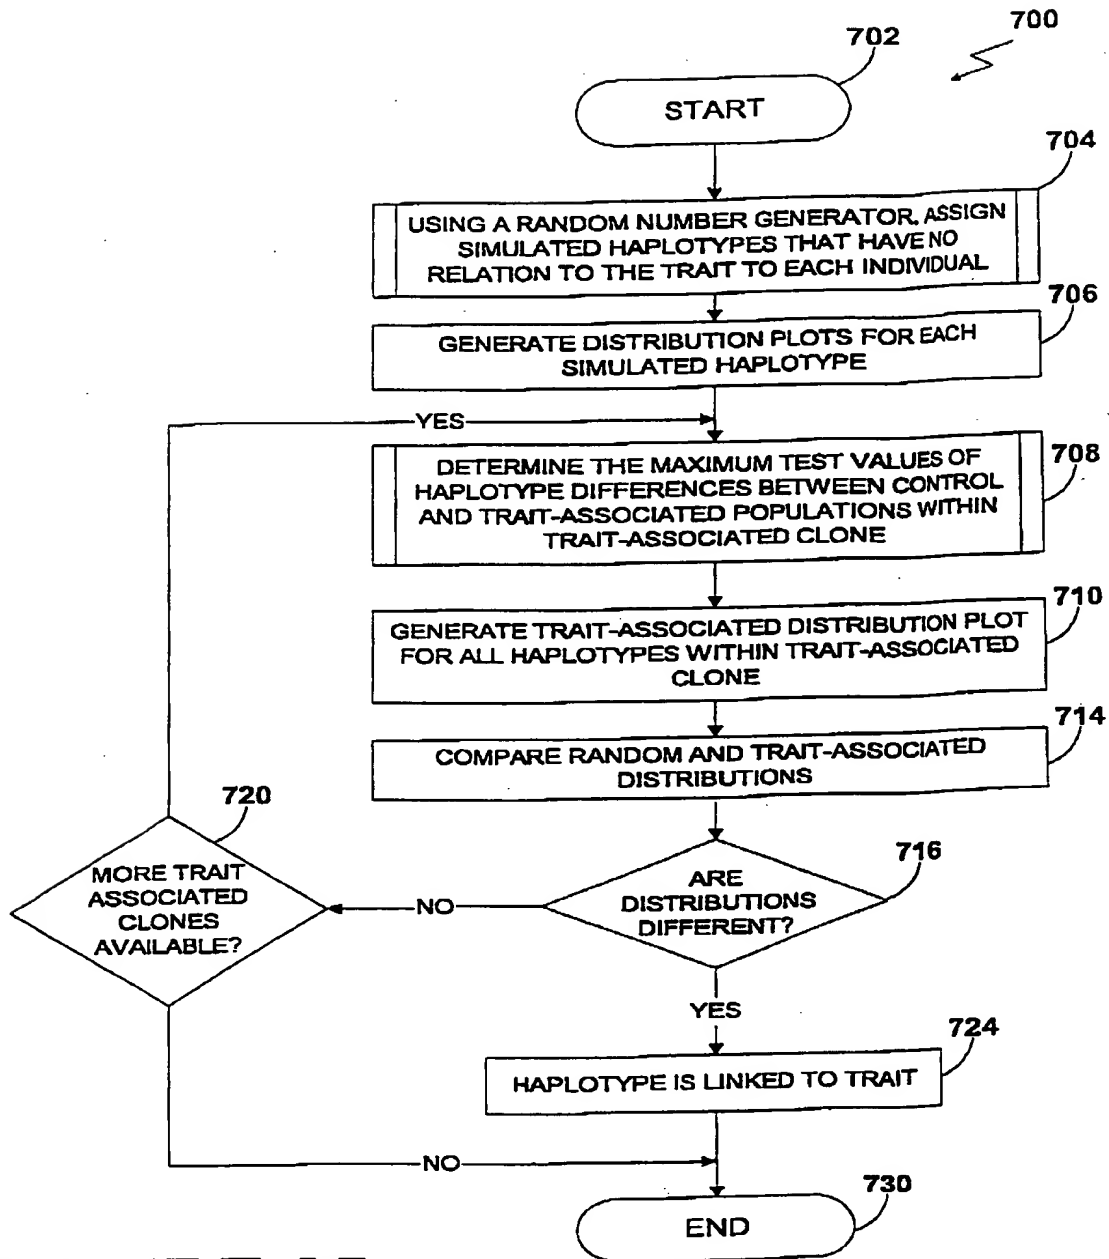 700
702
START
704
USING A RANDOM NUMBER GENERATOR. ASSIGN
SIMULATED HAPLOTYPES THAT HAVE NO
RELATION TO THE TRAIT TO EACH INDIVIDUAL
706
GENERATE DISTRIBUTION PLOTS FOR EACH
SIMULATED HAPLOTYPE
YES
708
DETERMINE THE MAXIMUM TEST VALUES OF
HAPLOTYPE DIFFERENCES BETWEEN CONTROL
AND TRAIT-ASSOCIATED POPULATIONS WITHIN
TRAIT-ASSOCIATED CLONE
710
GENERATE TRAIT-ASSOCIATED DISTRIBUTION PLOT
FOR ALL HAPLOTYPES WITHIN TRAIT-ASSOCIATED
CLONE
714
COMPARE RANDOM AND TRAIT-ASSOCIATED
DISTRIBUTIONS
720
MORE TRAIT
ASSOCIATED
CLONES
AVAILABLE?
NO
716
ARE
DISTRIBUTIONS
DIFFERENT?
YES
724
HAPLOTYPE IS LINKED TO TRAIT
NO
730
END